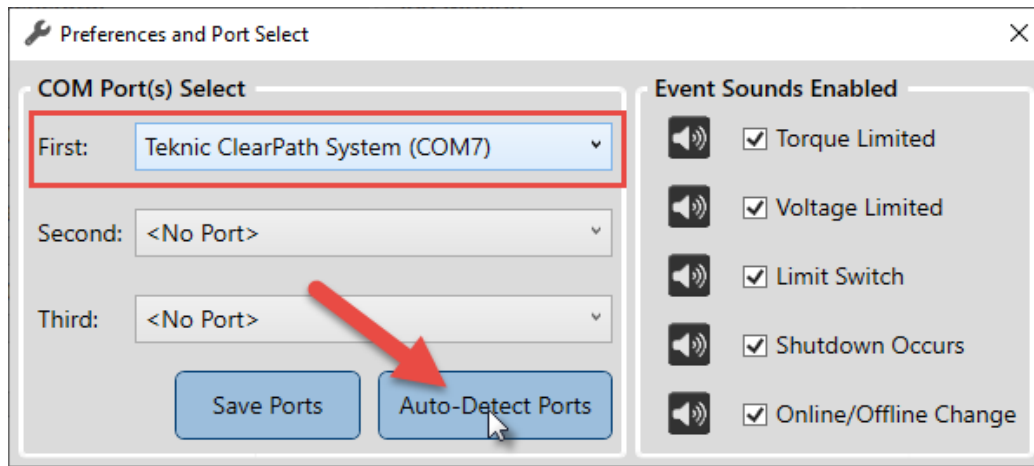 Preferences and Port Select
COM Port(s) Select
First: Teknic ClearPath System (COM7)
Second: <No Port>
Third: <No Port>
Save Ports Auto-Detect Ports
Event Sounds Enabled
Torque Limited
Voltage Limited
Limit Switch
Shutdown Occurs
Online/Offline Change